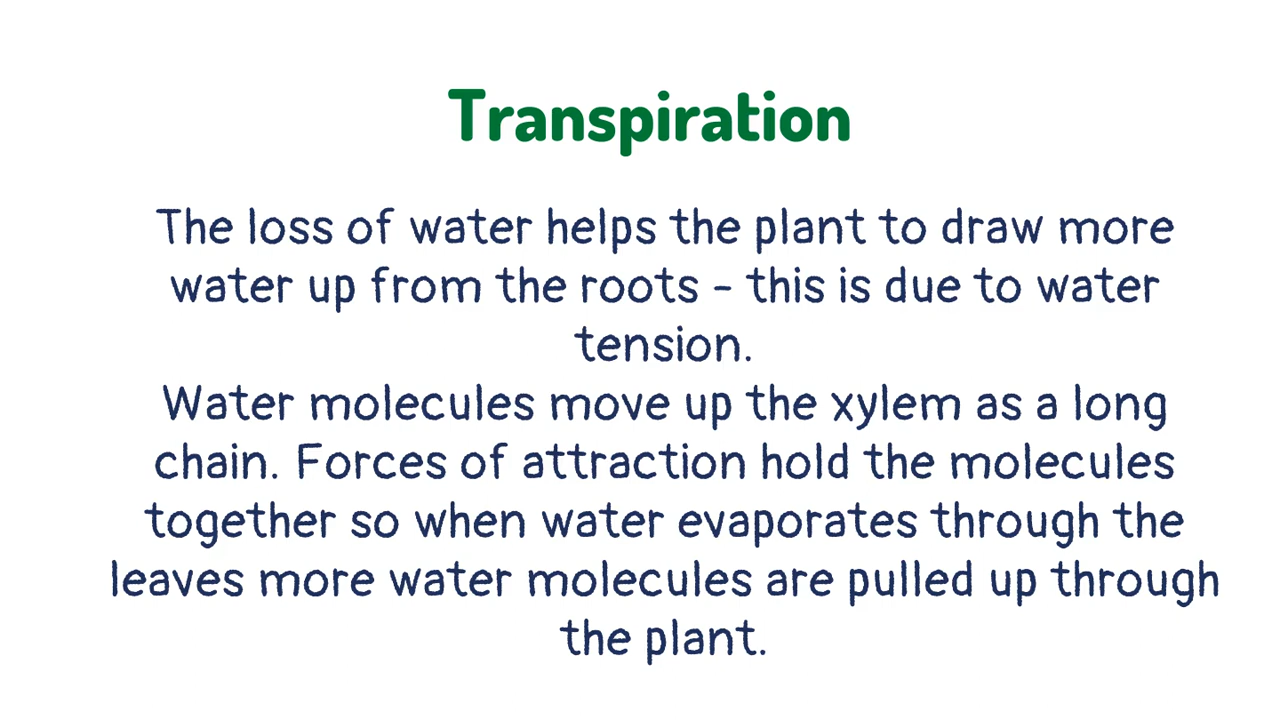 Transpiration
The loss of water helps the plant to draw more
water up from the roots - this is due to water
tension.
Water molecules move up the xylem as a long
chain. Forces of attraction hold the molecules
together so when water evaporates through the
leaves more water molecules are pulled up through
the plant.